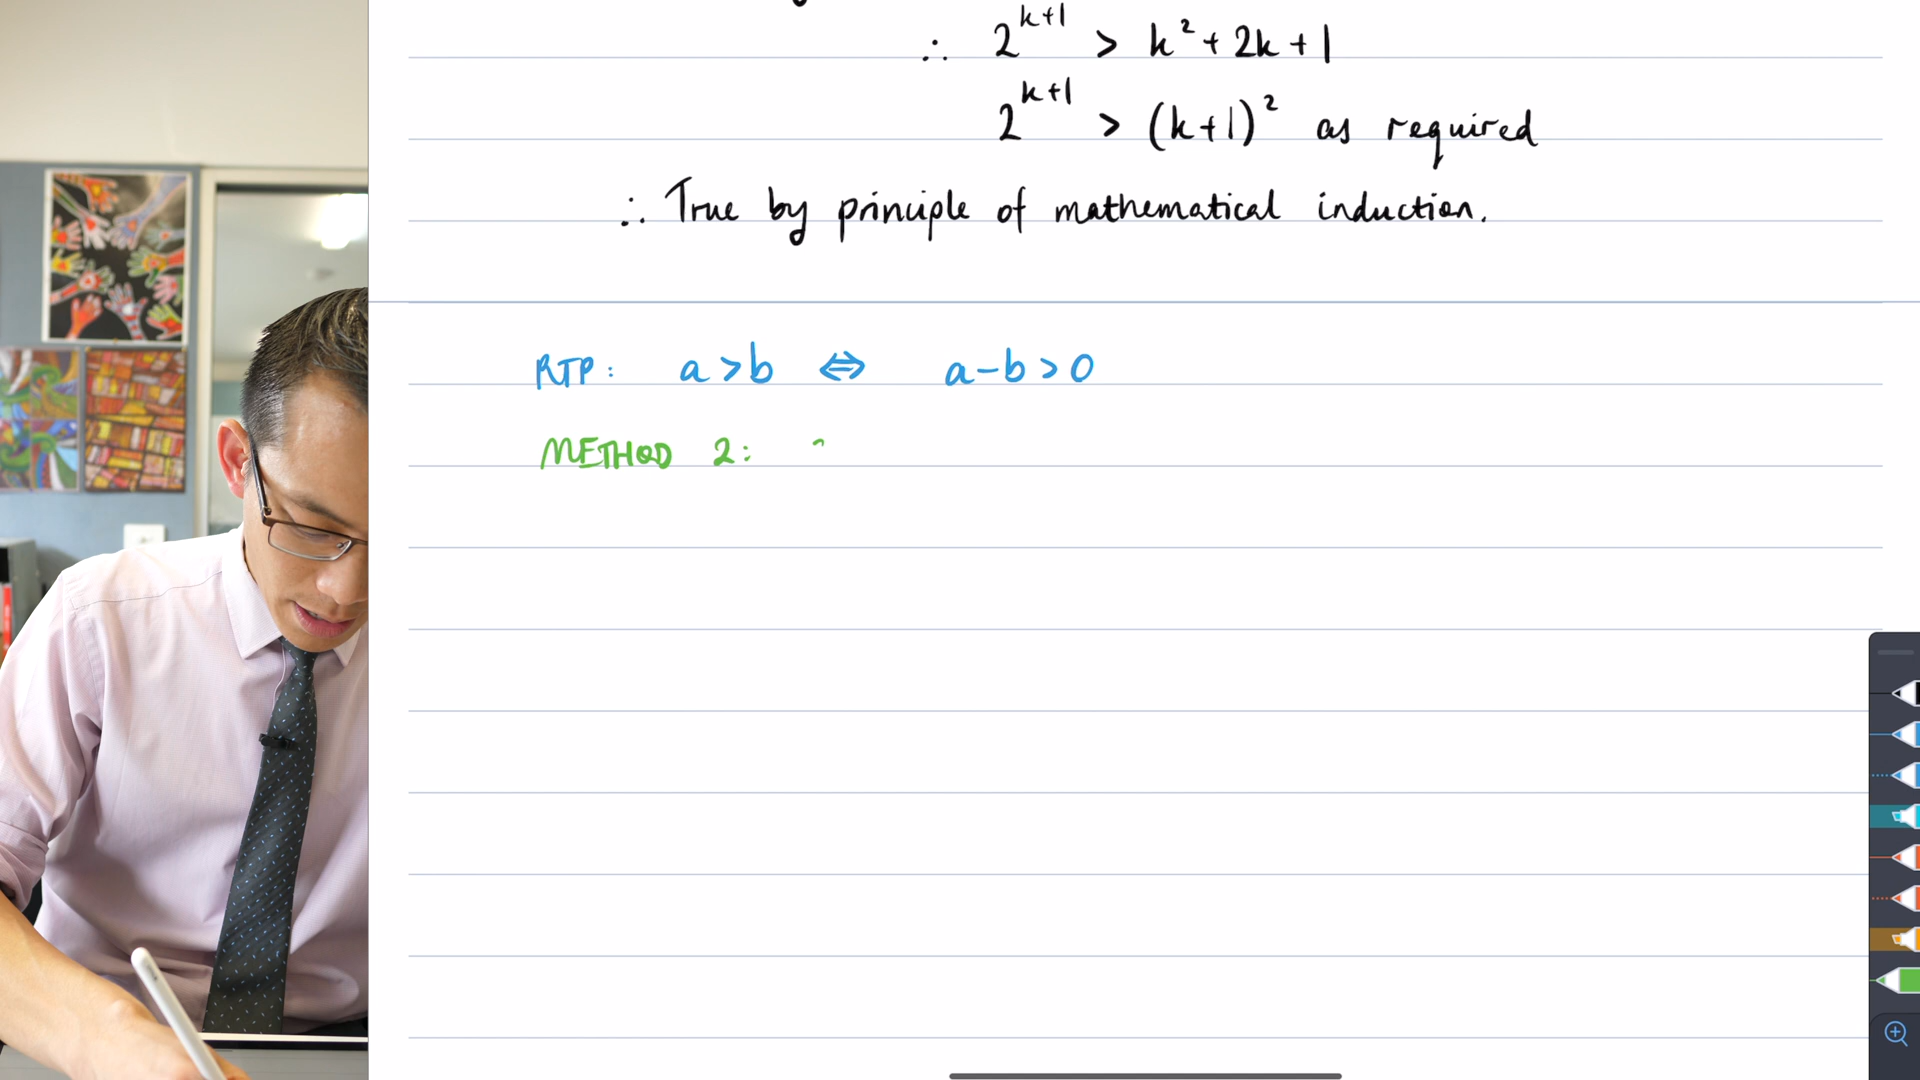 ∴ 2^{k+1} > k² + 2k + 1
2^{k+1} > (k+1)² as required
∴ True by principle of mathematical induction.
RTP: a > b ⇔ a - b > 0
METHOD 2: